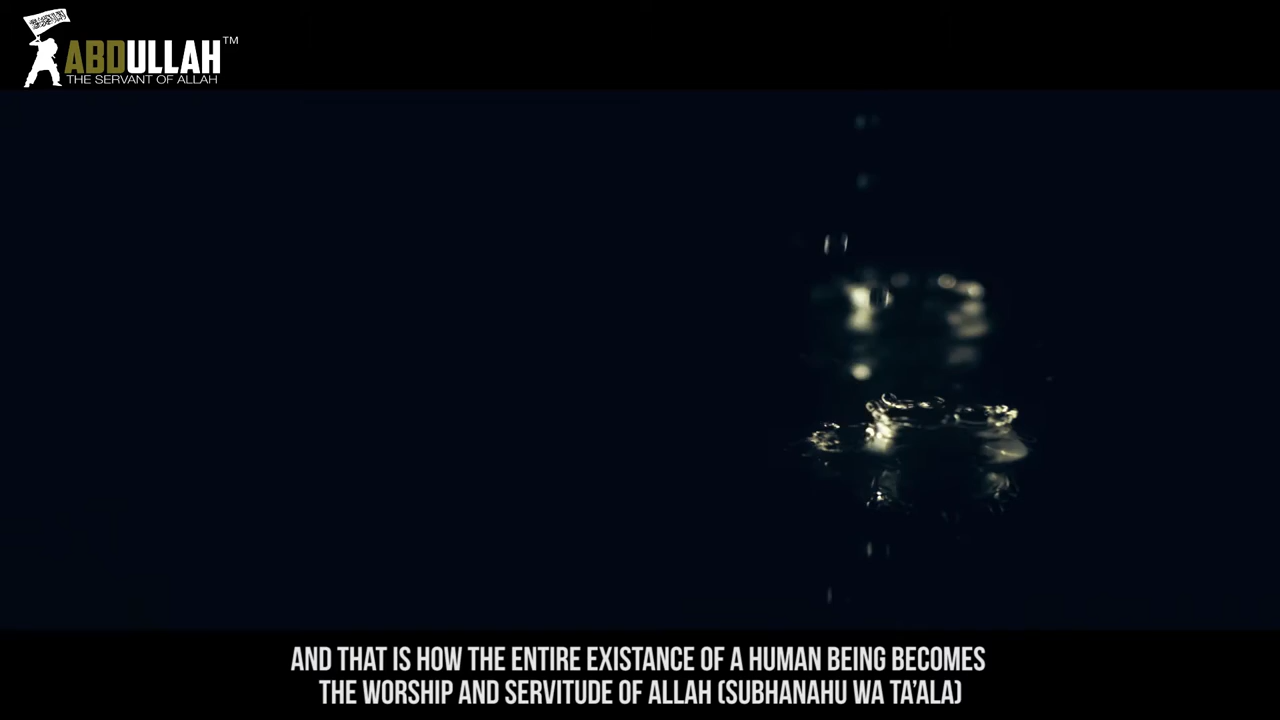 ABDULLAH™
THE SERVANT OF ALLAH
AND THAT IS HOW THE ENTIRE EXISTANCE OF A HUMAN BEING BECOMES
THE WORSHIP AND SERVITUDE OF ALLAH (SUBHANAHU WA TA'ALA)